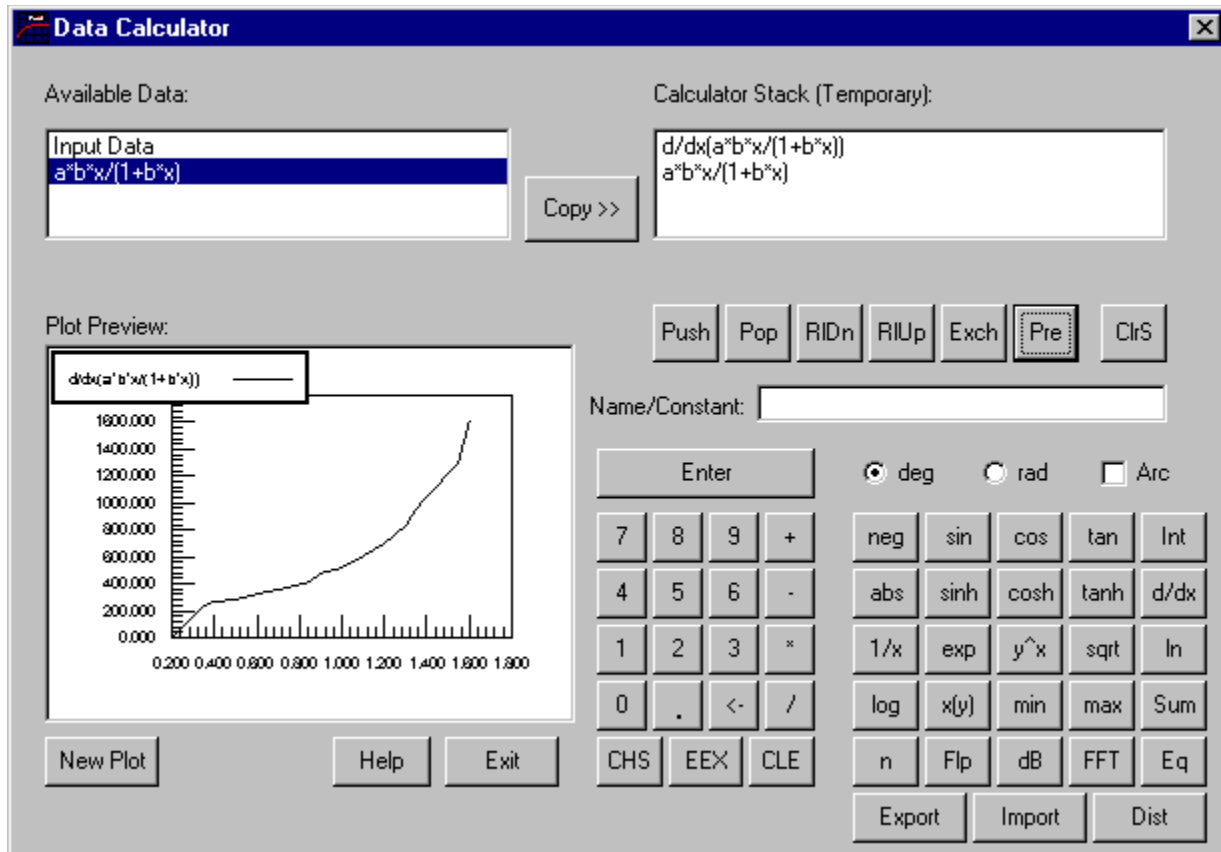 Data Calculator
Available Data:
Calculator Stack (Temporary):
Input Data
a*b*x/(1+b*x)
Copy >>
d/dx(a*b*x/(1+b*x))
a*b*x/(1+b*x)
Plot Preview:
Push Pop RlDn RlUp Exch Pre ClrS
d/dx(a*b*x/(1+b*x))
1600.000
1400.000
1200.000
1000.000
800.000
600.000
400.000
200.000
0.000
0.200 0.400 0.600 0.800 1.000 1.200 1.400 1.600 1.800
Name/Constant:
Enter deg rad Arc
7 8 9 + neg sin cos tan Int
4 5 6 - abs sinh cosh tanh d/dx
1 2 3 * 1/x exp y^x sqrt ln
0 . <- / log x(y) min max Sum
New Plot Help Exit CHS EEX CLE n Flp dB FFT Eq
Export Import Dist